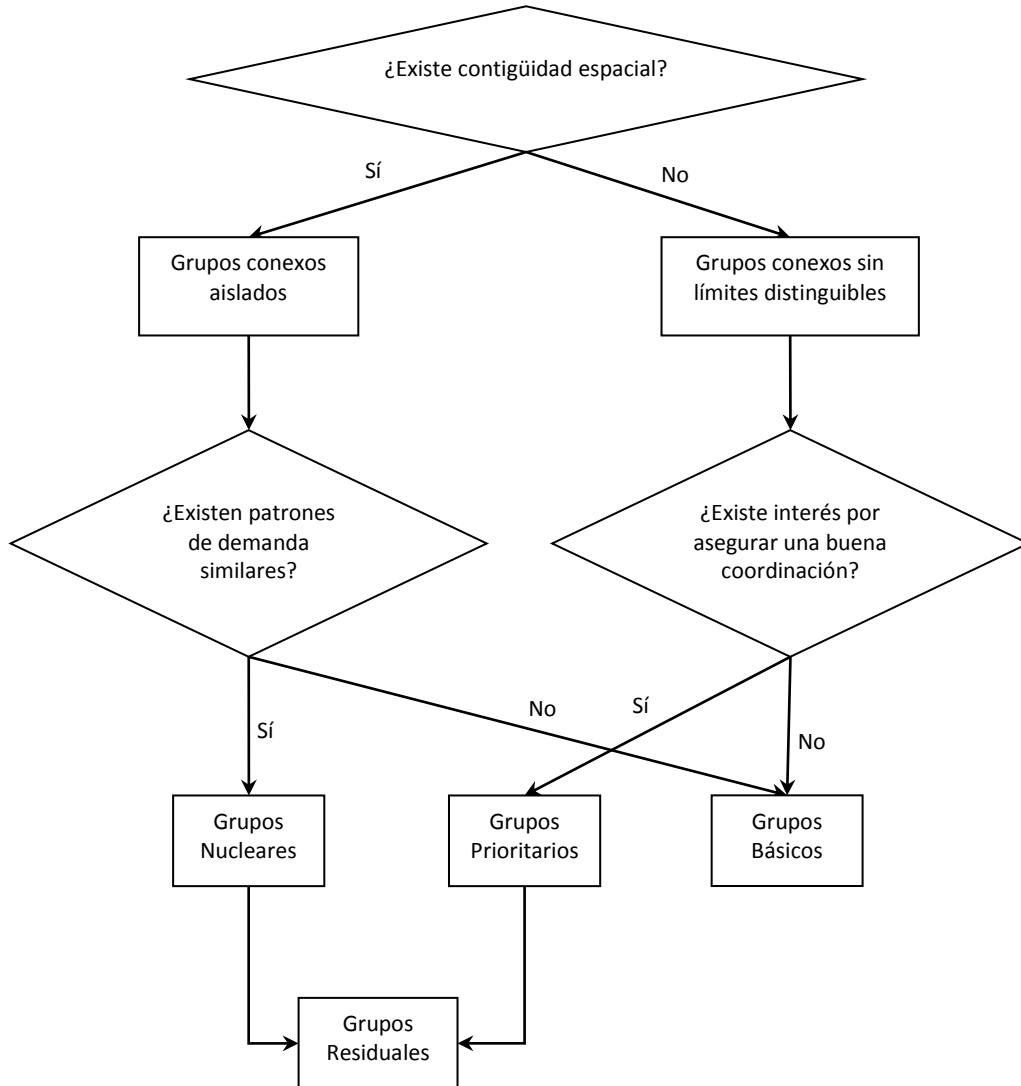 ¿Existe contigüidad espacial?
Sí
No
Grupos conexos
aislados
Grupos conexos sin
límites distinguibles
¿Existen patrones
de demanda
similares?
¿Existe interés por
asegurar una buena
coordinación?
Sí
No
Sí
No
Grupos
Nucleares
Grupos
Prioritarios
Grupos
Básicos
Grupos
Residuales